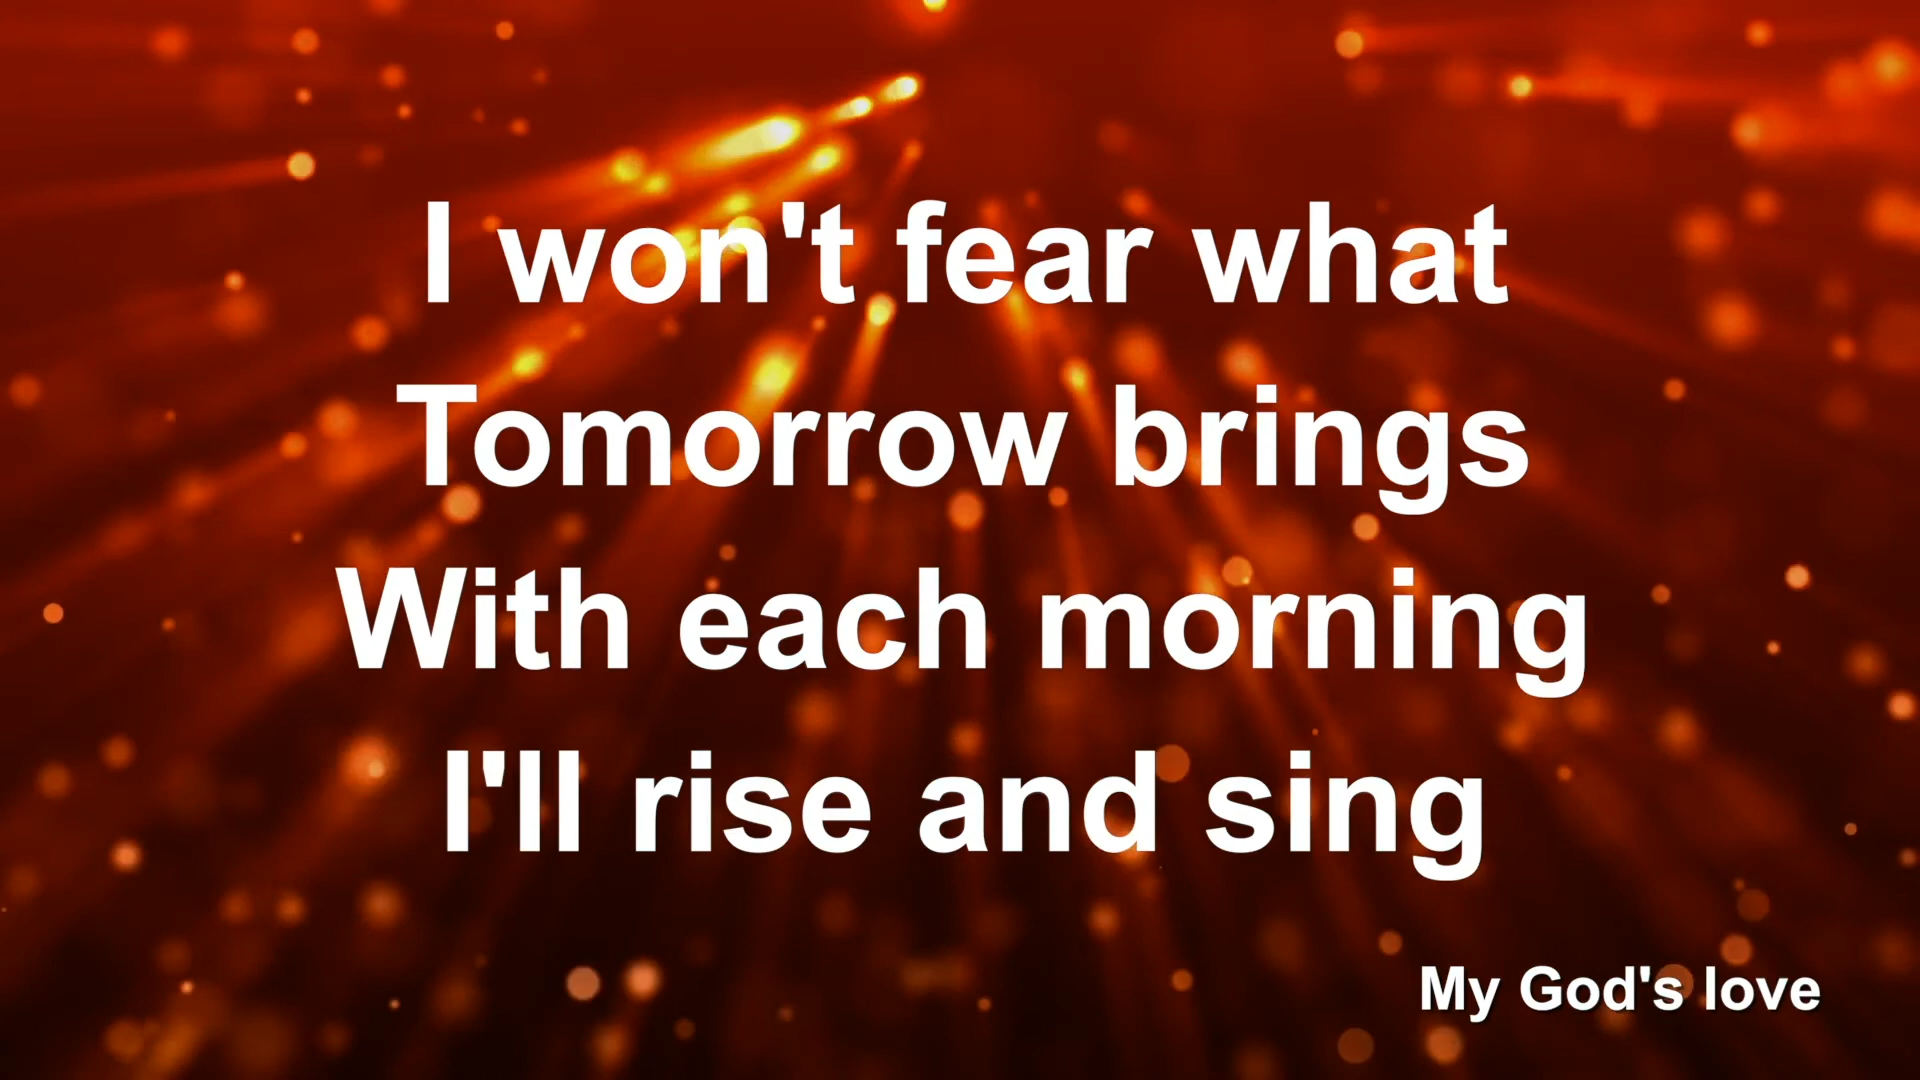 I won't fear what
Tomorrow brings
With each morning
I'll rise and sing
My God's love